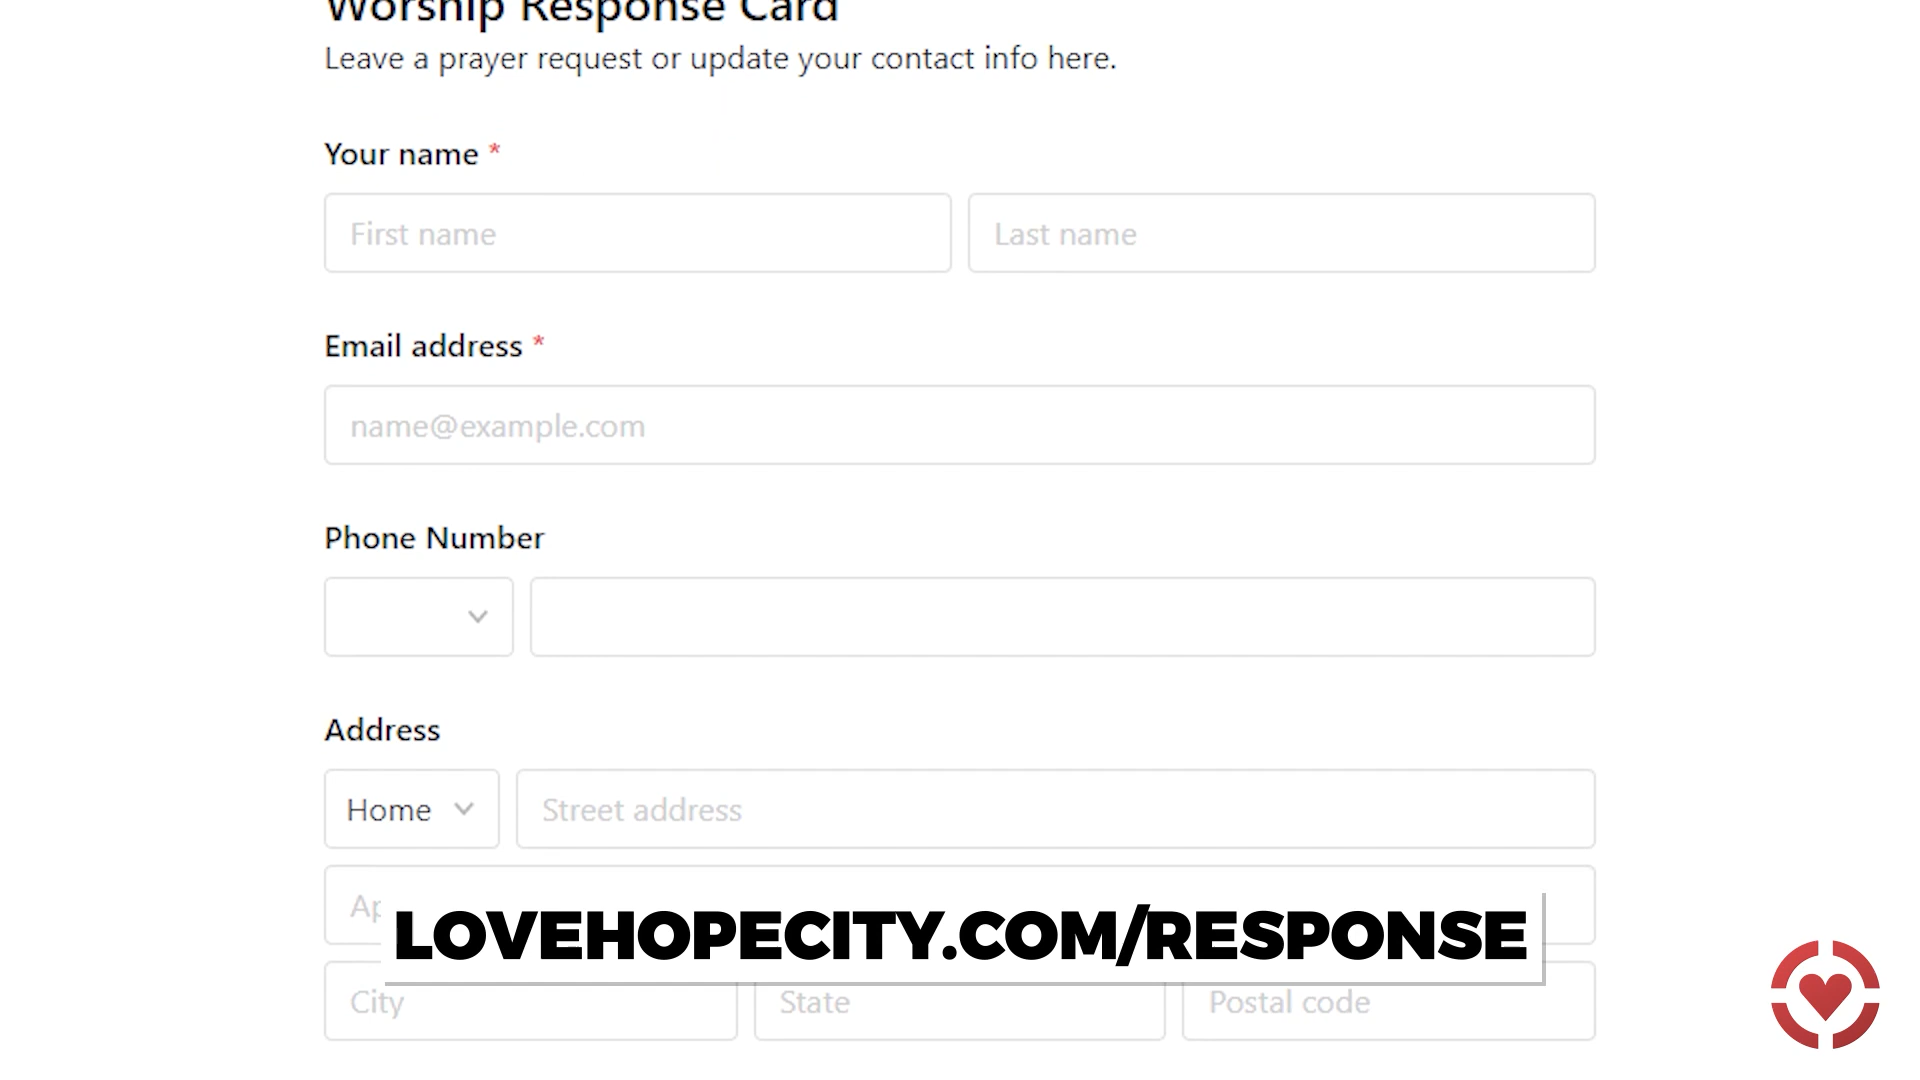 Worship Response Card
Leave a prayer request or update your contact info here.
Your name *
First name Last name
Email address *
name@example.com
Phone Number
Address
Home Street address
LOVEHOPECITY.COM/RESPONSE
City State Postal code